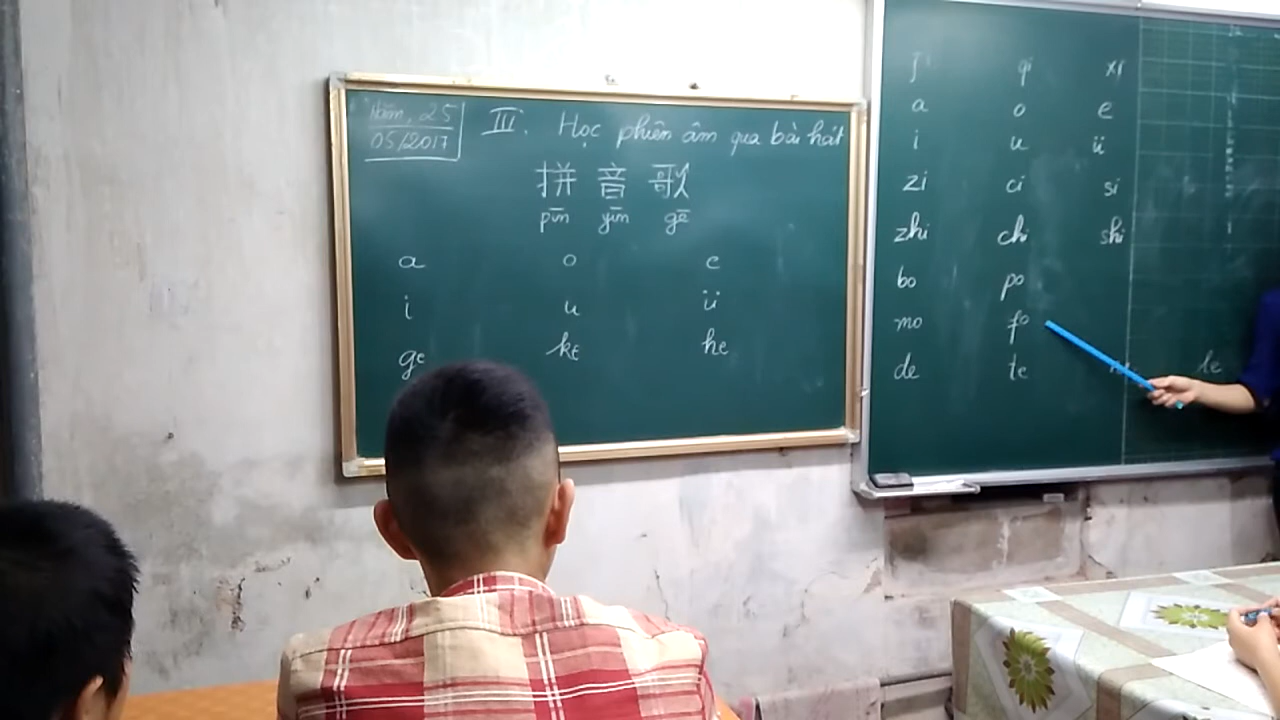 Năm, 25
05/2017
III. Học phiên âm qua bài hát
拼 音 歌
pīn yīn gē
a o e
i u ü
ge ke he
ji qi xi
a o e
i u ü
zi ci si
zhi chi shi
bo po
mo fo
de te le